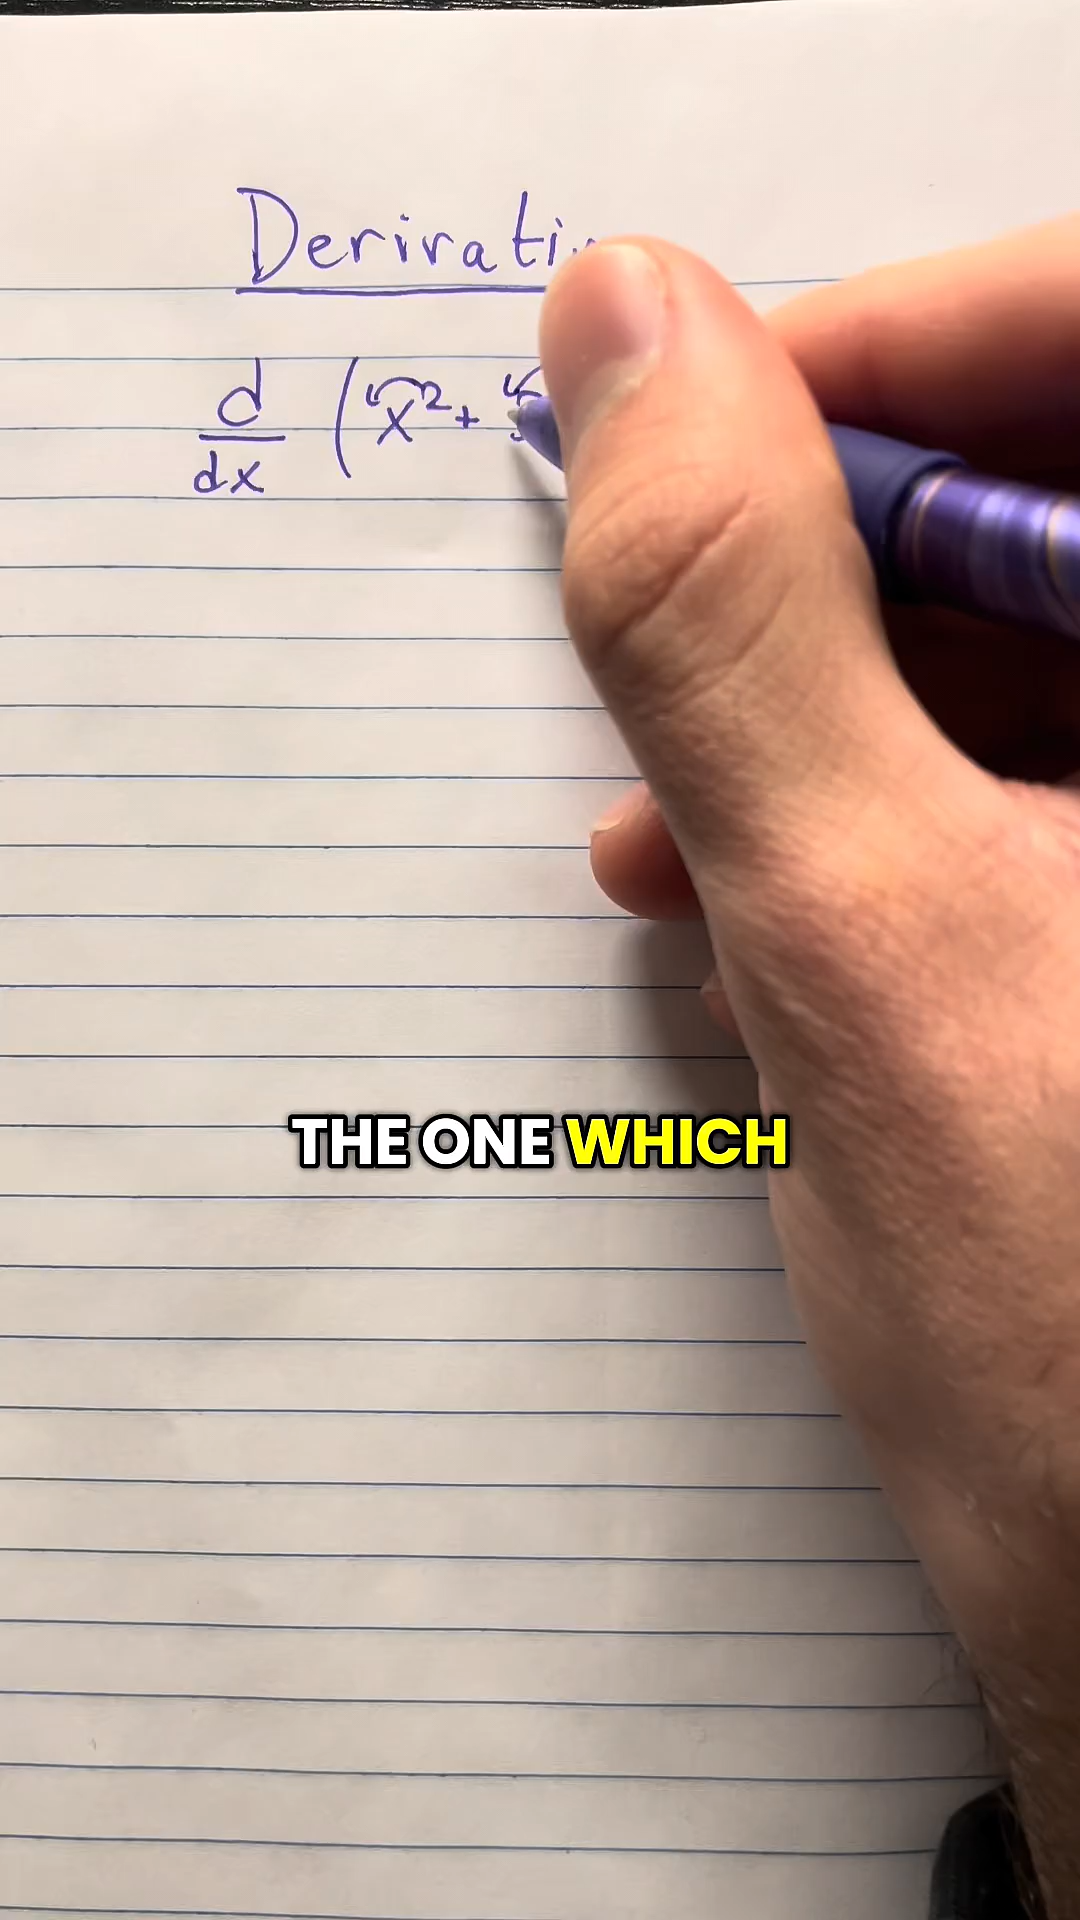 Derivati
d
dx
(x² +
THE ONE WHICH